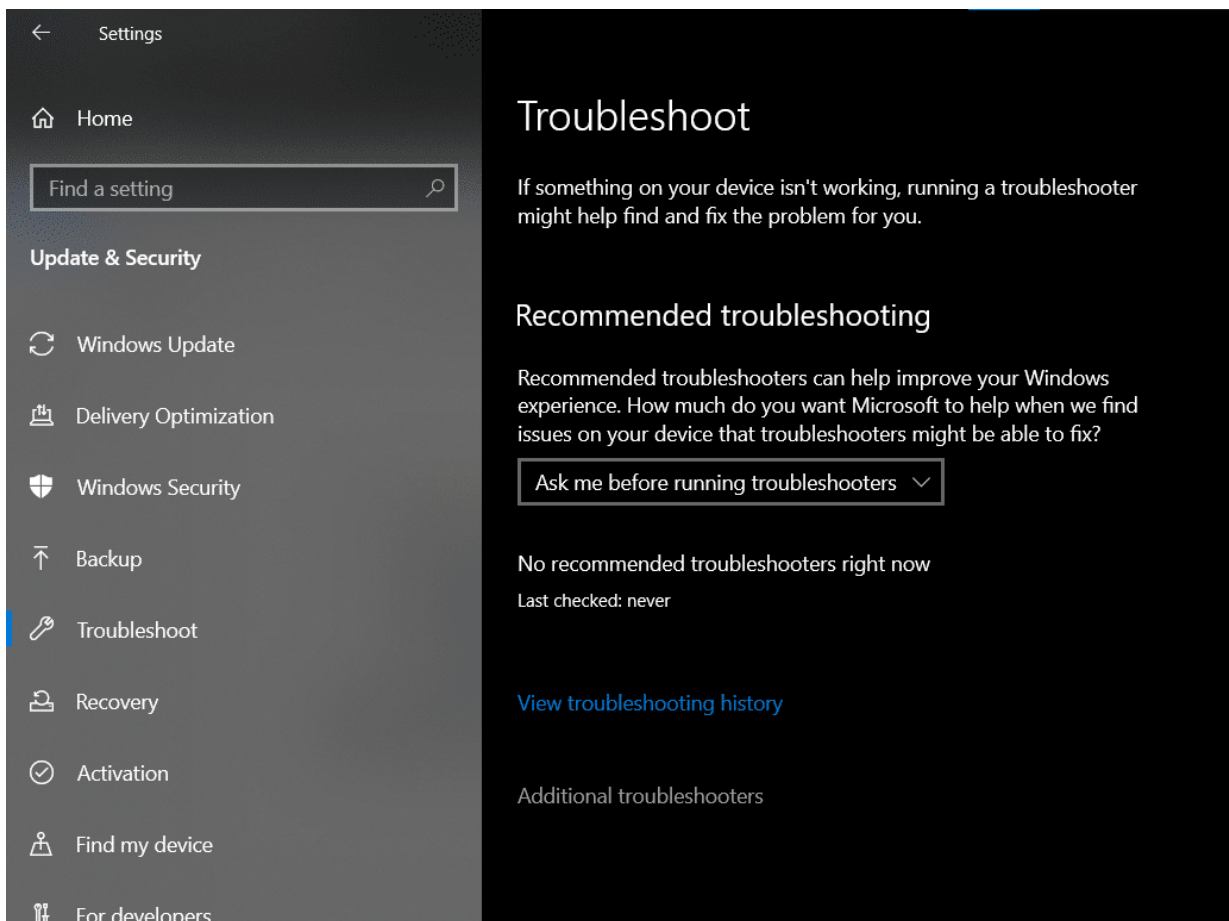 Settings
Home
Find a setting
Update & Security
Windows Update
Delivery Optimization
Windows Security
Backup
Troubleshoot
Recovery
Activation
Find my device
For developers
Troubleshoot
If something on your device isn't working, running a troubleshooter
might help find and fix the problem for you.
Recommended troubleshooting
Recommended troubleshooters can help improve your Windows
experience. How much do you want Microsoft to help when we find
issues on your device that troubleshooters might be able to fix?
Ask me before running troubleshooters
No recommended troubleshooters right now
Last checked: never
View troubleshooting history
Additional troubleshooters